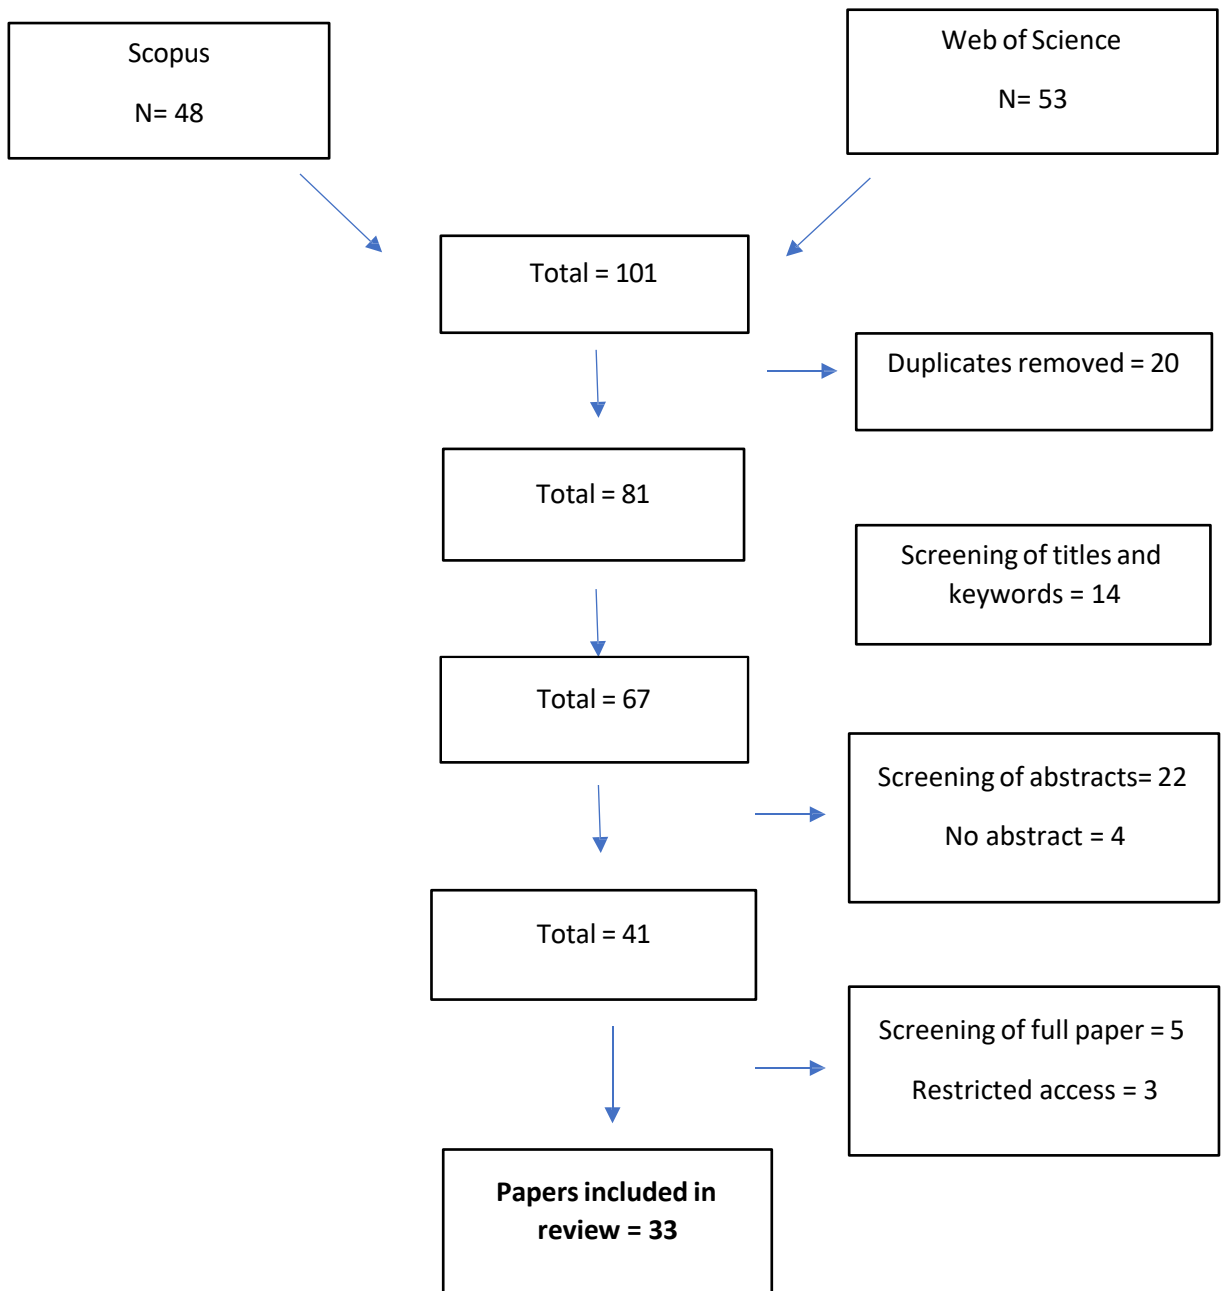 Scopus
N= 48
Web of Science
N= 53
Total = 101
Duplicates removed = 20
Total = 81
Screening of titles and
keywords = 14
Total = 67
Screening of abstracts= 22
No abstract = 4
Total = 41
Screening of full paper = 5
Restricted access = 3
Papers included in
review = 33